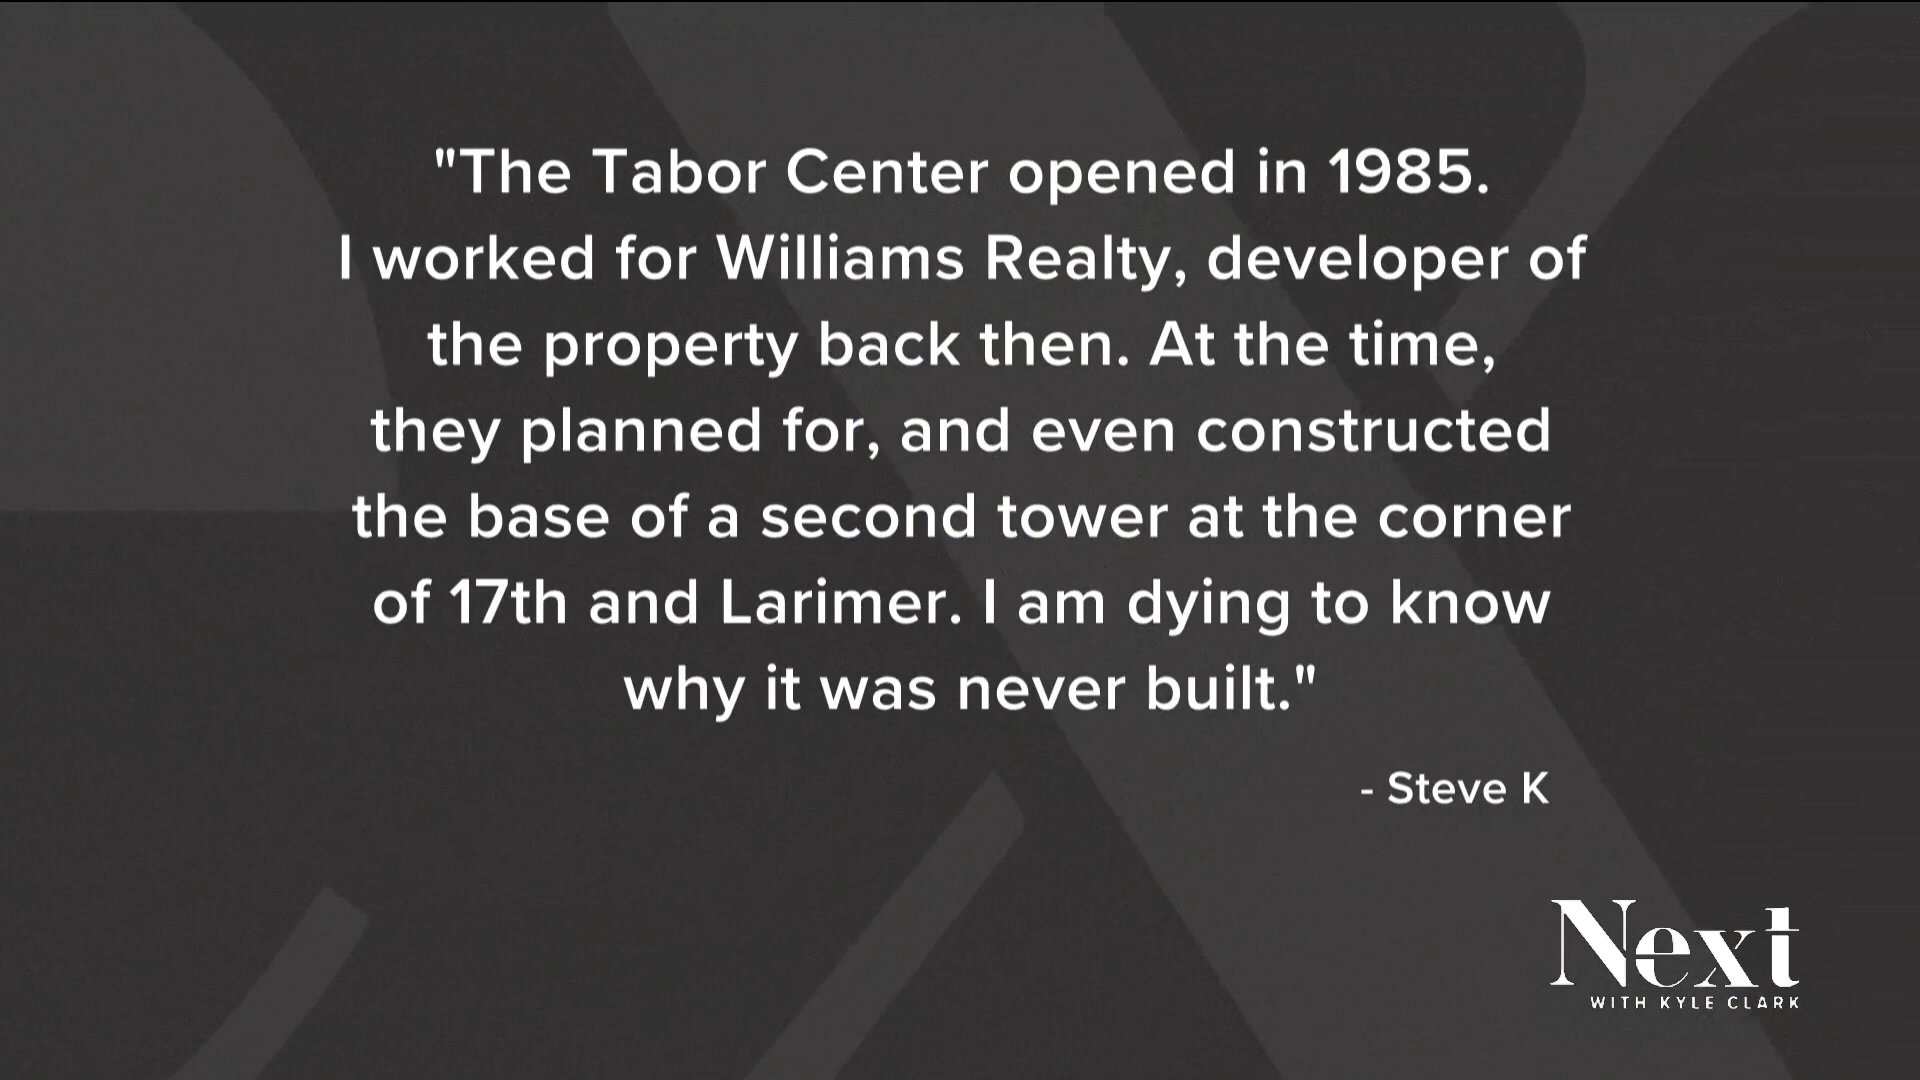 "The Tabor Center opened in 1985.
I worked for Williams Realty, developer of
the property back then. At the time,
they planned for, and even constructed
the base of a second tower at the corner
of 17th and Larimer. I am dying to know
why it was never built."
- Steve K
Next
WITH KYLE CLARK